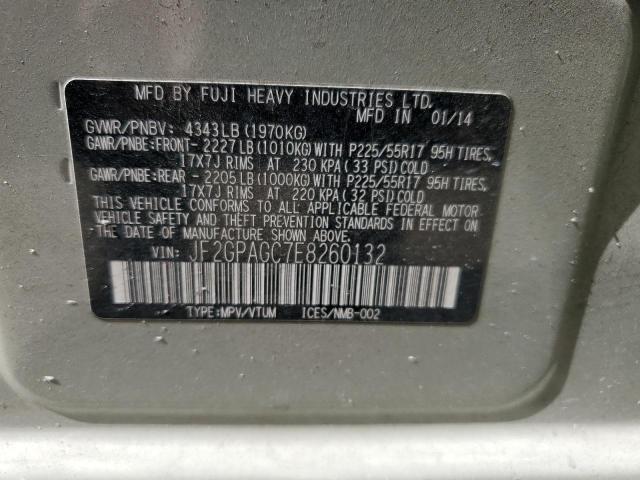 MFD BY FUJI HEAVY INDUSTRIES LTD.
MFD IN 01/14
GVWR/PNBV: 4343LB(1970KG)
GAWR/PNBE:FRONT- 2227LB(1010KG)WITH P225/55R17 95H TIRES,
17X7J RIMS AT 230 KPA(33 PSI)COLD
GAWR/PNBE:REAR - 2205LB(1000KG)WITH P225/55R17 95H TIRES,
17X7J RIMS AT 220 KPA(32 PSI)COLD
THIS VEHICLE CONFORMS TO ALL APPLICABLE FEDERAL MOTOR
VEHICLE SAFETY AND THEFT PREVENTION STANDARDS IN EFFECT ON
THE DATE OF MANUFACTURE SHOWN ABOVE.
VIN: JF2GPAGC7E8260132
TYPE:MPV/VTUM ICES/NMB-002